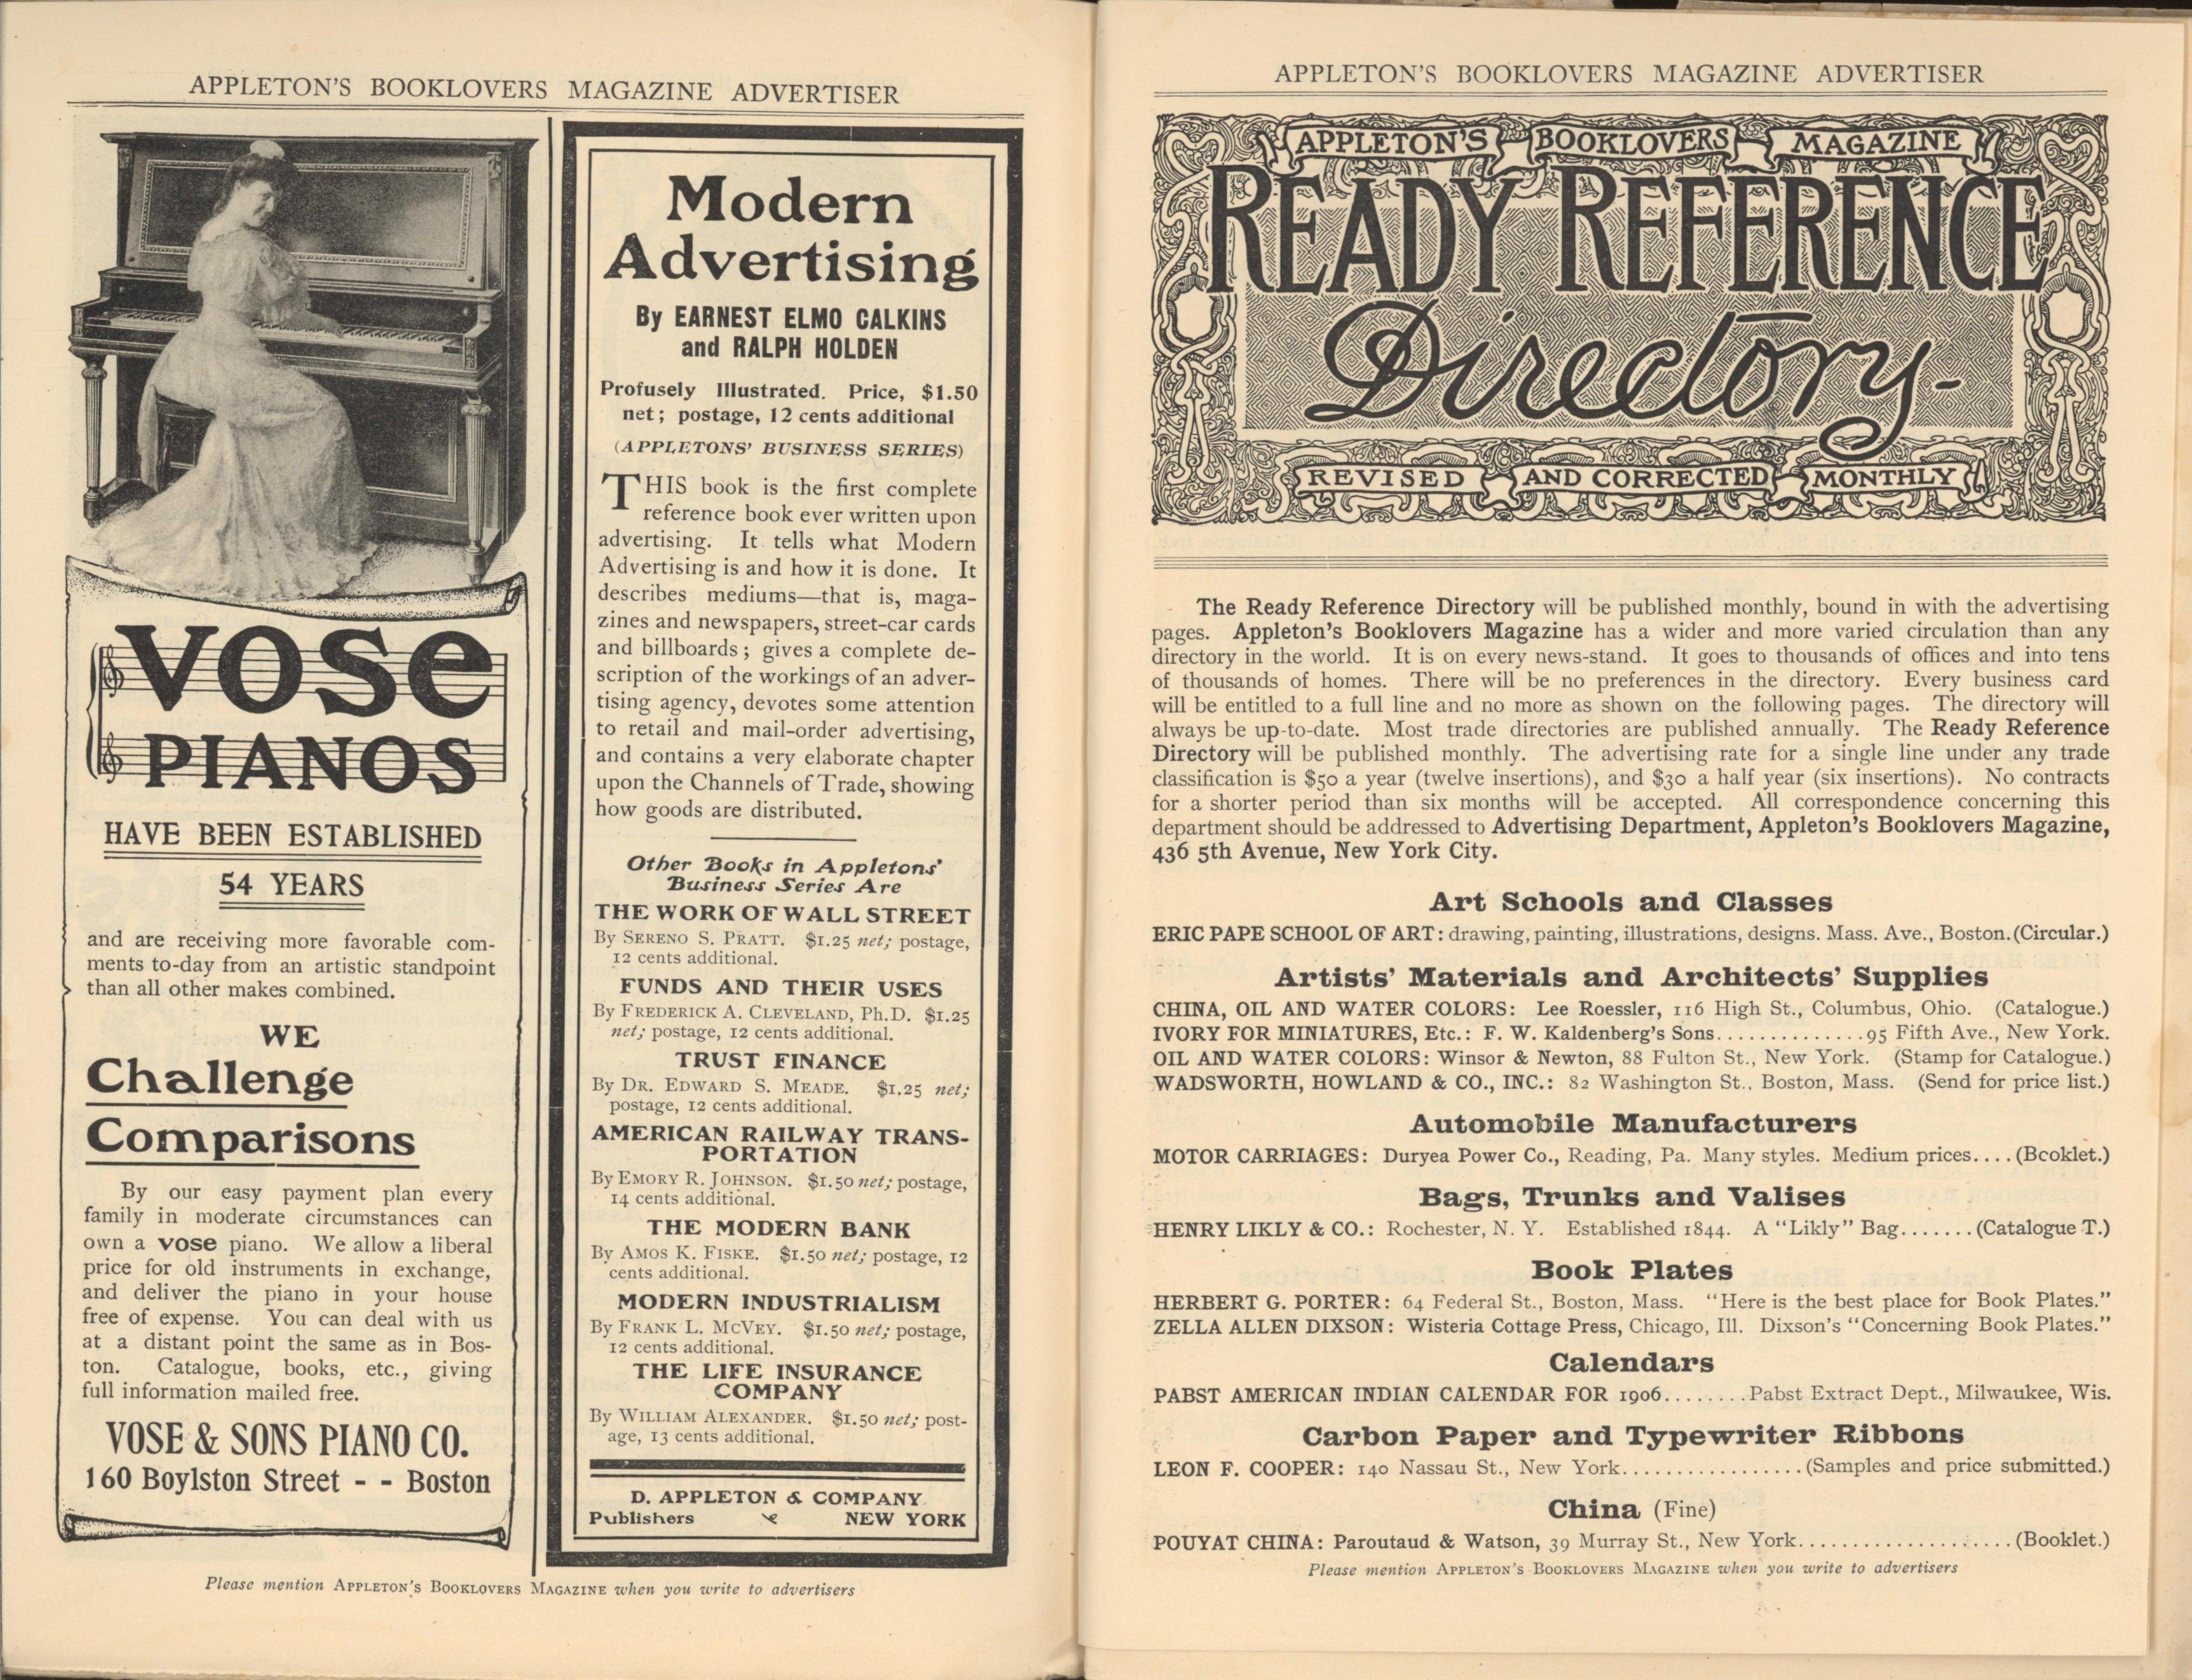 APPLETON'S BOOKLOVERS MAGAZINE ADVERTISER
VOSE
PIANOS
HAVE BEEN ESTABLISHED
54 YEARS
and are receiving more favorable com-
ments to-day from an artistic standpoint
than all other makes combined.
WE
Challenge
Comparisons
By our easy payment plan every
family in moderate circumstances can
own a vose piano. We allow a liberal
price for old instruments in exchange,
and deliver the piano in your house
free of expense. You can deal with us
at a distant point the same as in Bos-
ton. Catalogue, books, etc., giving
full information mailed free.
VOSE & SONS PIANO CO.
160 Boylston Street - - Boston
Modern
Advertising
By EARNEST ELMO CALKINS
and RALPH HOLDEN
Profusely Illustrated. Price, $1.50
net; postage, 12 cents additional
(APPLETONS' BUSINESS SERIES)
THIS book is the first complete
reference book ever written upon
advertising. It tells what Modern
Advertising is and how it is done. It
describes mediums—that is, maga-
zines and newspapers, street-car cards
and billboards; gives a complete de-
scription of the workings of an adver-
tising agency, devotes some attention
to retail and mail-order advertising,
and contains a very elaborate chapter
upon the Channels of Trade, showing
how goods are distributed.
Other Books in Appletons'
Business Series Are
THE WORK OF WALL STREET
By SERENO S. PRATT. $1.25 net; postage,
12 cents additional.
FUNDS AND THEIR USES
By FREDERICK A. CLEVELAND, Ph.D. $1.25
net; postage, 12 cents additional.
TRUST FINANCE
By DR. EDWARD S. MEADE. $1.25 net;
postage, 12 cents additional.
AMERICAN RAILWAY TRANS-
PORTATION
By EMORY R. JOHNSON. $1.50 net; postage,
14 cents additional.
THE MODERN BANK
By AMOS K. FISKE. $1.50 net; postage, 12
cents additional.
MODERN INDUSTRIALISM
By FRANK L. MCVEY. $1.50 net; postage,
12 cents additional.
THE LIFE INSURANCE
COMPANY
By WILLIAM ALEXANDER. $1.50 net; post-
age, 13 cents additional.
D. APPLETON & COMPANY
Publishers NEW YORK
Please mention APPLETON'S BOOKLOVERS MAGAZINE when you write to advertisers
APPLETON'S BOOKLOVERS MAGAZINE ADVERTISER
APPLETON'S BOOKLOVERS MAGAZINE
READY REFERENCE
Directory-
REVISED AND CORRECTED MONTHLY
The Ready Reference Directory will be published monthly, bound in with the advertising
pages. Appleton's Booklovers Magazine has a wider and more varied circulation than any
directory in the world. It is on every news-stand. It goes to thousands of offices and into tens
of thousands of homes. There will be no preferences in the directory. Every business card
will be entitled to a full line and no more as shown on the following pages. The directory will
always be up-to-date. Most trade directories are published annually. The Ready Reference
Directory will be published monthly. The advertising rate for a single line under any trade
classification is $50 a year (twelve insertions), and $30 a half year (six insertions). No contracts
for a shorter period than six months will be accepted. All correspondence concerning this
department should be addressed to Advertising Department, Appleton's Booklovers Magazine,
436 5th Avenue, New York City.
Art Schools and Classes
ERIC PAPE SCHOOL OF ART: drawing, painting, illustrations, designs. Mass. Ave., Boston. (Circular.)
Artists' Materials and Architects' Supplies
CHINA, OIL AND WATER COLORS: Lee Roessler, 116 High St., Columbus, Ohio. (Catalogue.)
IVORY FOR MINIATURES, Etc.: F. W. Kaldenberg's Sons..............95 Fifth Ave., New York.
OIL AND WATER COLORS: Winsor & Newton, 88 Fulton St., New York. (Stamp for Catalogue.)
WADSWORTH, HOWLAND & CO., INC.: 82 Washington St., Boston, Mass. (Send for price list.)
Automobile Manufacturers
MOTOR CARRIAGES: Duryea Power Co., Reading, Pa. Many styles. Medium prices....(Booklet.)
Bags, Trunks and Valises
HENRY LIKLY & CO.: Rochester, N. Y. Established 1844. A "Likly" Bag.......(Catalogue T.)
Book Plates
HERBERT G. PORTER: 64 Federal St., Boston, Mass. "Here is the best place for Book Plates."
ZELLA ALLEN DIXSON: Wisteria Cottage Press, Chicago, Ill. Dixson's "Concerning Book Plates."
Calendars
PABST AMERICAN INDIAN CALENDAR FOR 1906........Pabst Extract Dept., Milwaukee, Wis.
Carbon Paper and Typewriter Ribbons
LEON F. COOPER: 140 Nassau St., New York.................(Samples and price submitted.)
China (Fine)
POUYAT CHINA: Paroutaud & Watson, 39 Murray St., New York....................(Booklet.)
Please mention APPLETON'S BOOKLOVERS MAGAZINE when you write to advertisers